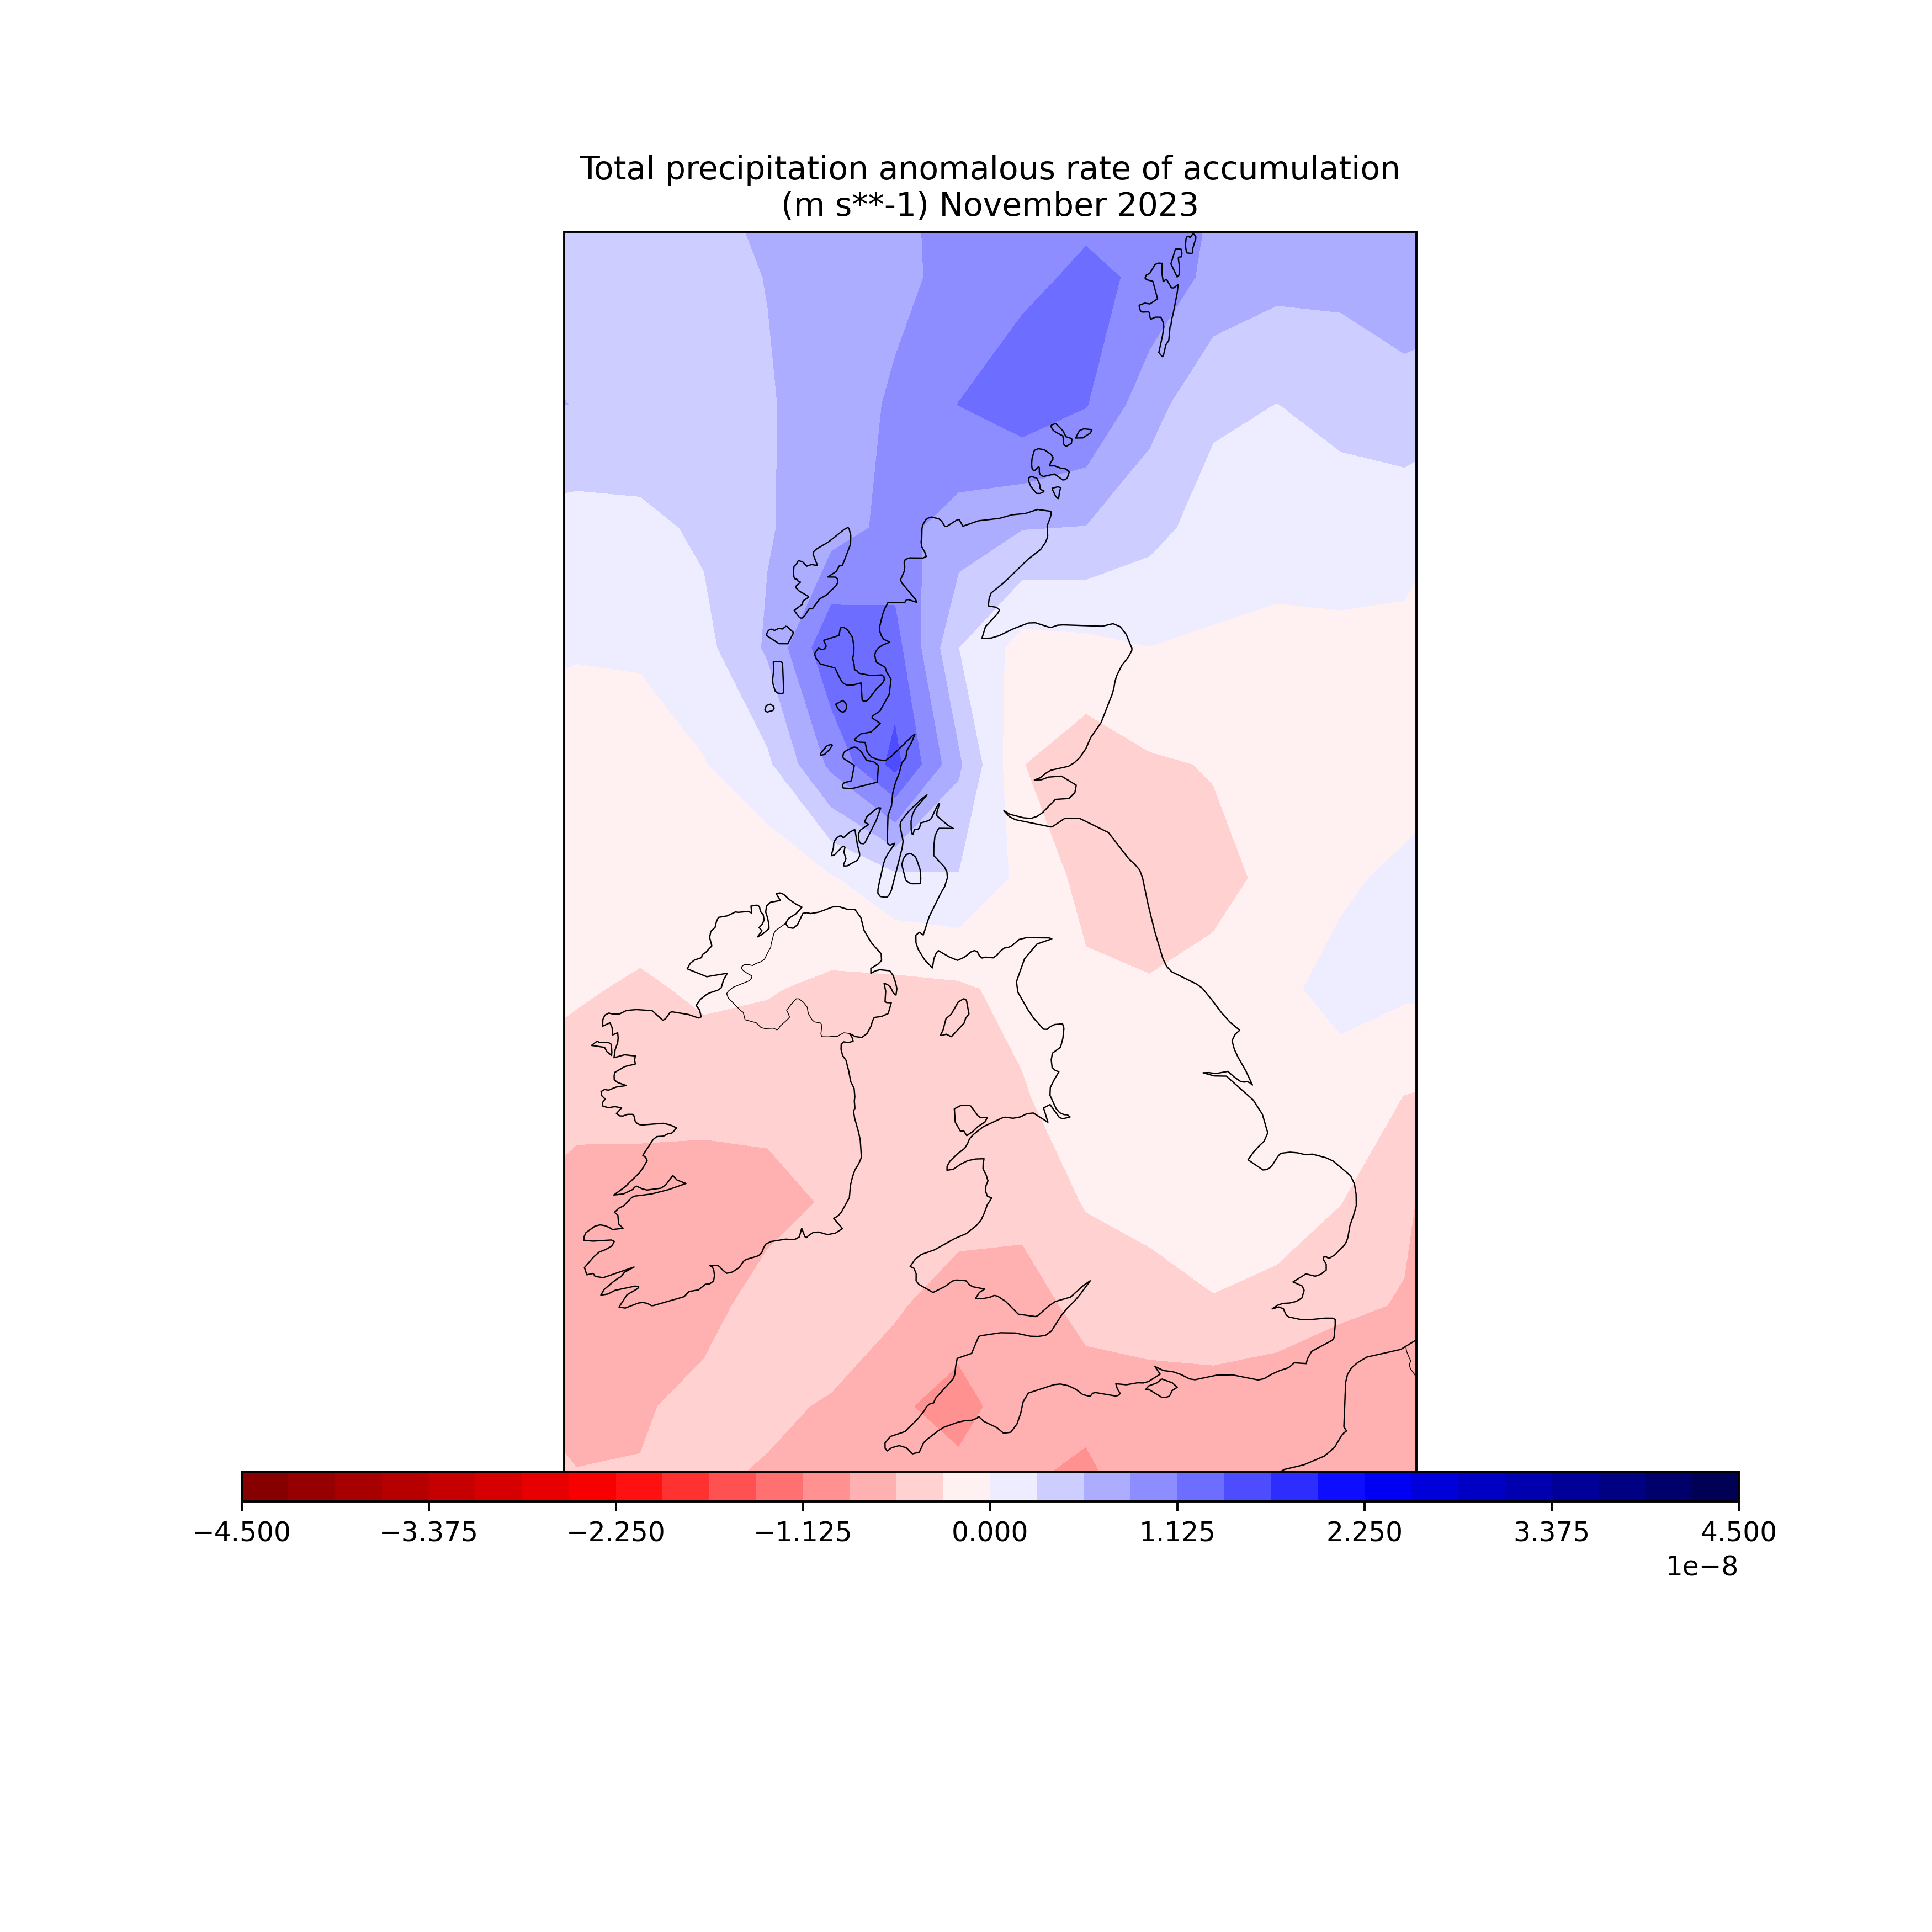 Total precipitation anomalous rate of accumulation
(m s**-1) November 2023
−4.500 −3.375 −2.250 −1.125 0.000 1.125 2.250 3.375 4.500
1e−8